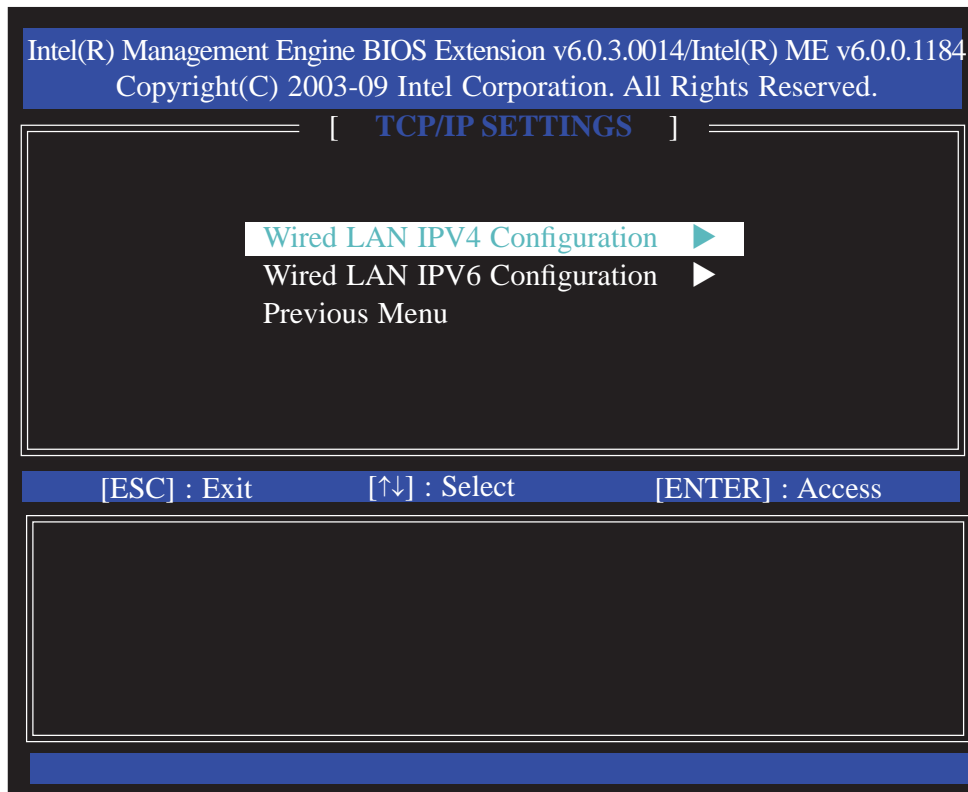 Intel(R) Management Engine BIOS Extension v6.0.3.0014/Intel(R) ME v6.0.0.1184
Copyright(C) 2003-09 Intel Corporation. All Rights Reserved.
[ TCP/IP SETTINGS ]
Wired LAN IPV4 Configuration ▶
Wired LAN IPV6 Configuration ▶
Previous Menu
[ESC] : Exit [↑↓] : Select [ENTER] : Access